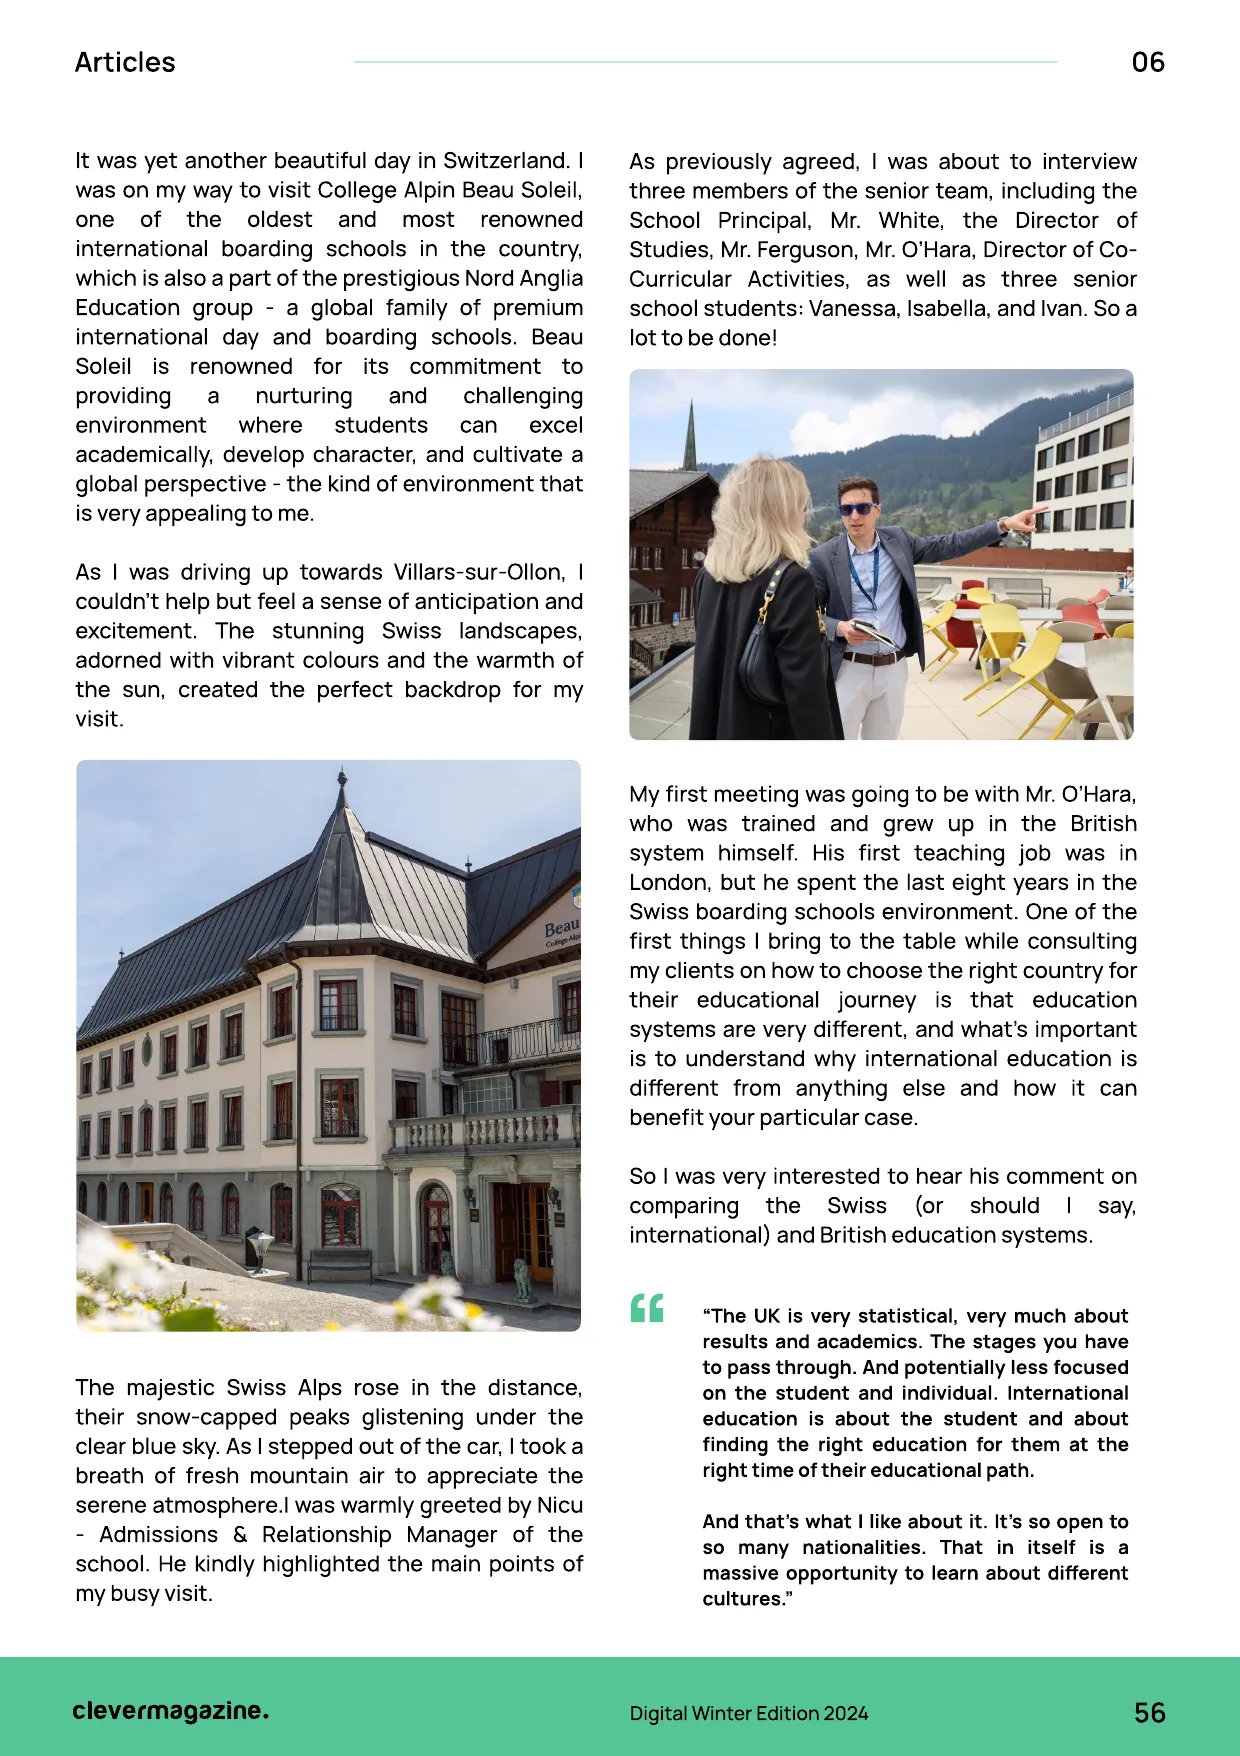 Articles
06
It was yet another beautiful day in Switzerland. I
was on my way to visit College Alpin Beau Soleil,
one of the oldest and most renowned
international boarding schools in the country,
which is also a part of the prestigious Nord Anglia
Education group - a global family of premium
international day and boarding schools. Beau
Soleil is renowned for its commitment to
providing a nurturing and challenging
environment where students can excel
academically, develop character, and cultivate a
global perspective - the kind of environment that
is very appealing to me.
As I was driving up towards Villars-sur-Ollon, I
couldn't help but feel a sense of anticipation and
excitement. The stunning Swiss landscapes,
adorned with vibrant colours and the warmth of
the sun, created the perfect backdrop for my
visit.
Beau
Collège Alp
The majestic Swiss Alps rose in the distance,
their snow-capped peaks glistening under the
clear blue sky. As I stepped out of the car, I took a
breath of fresh mountain air to appreciate the
serene atmosphere.I was warmly greeted by Nicu
- Admissions & Relationship Manager of the
school. He kindly highlighted the main points of
my busy visit.
As previously agreed, I was about to interview
three members of the senior team, including the
School Principal, Mr. White, the Director of
Studies, Mr. Ferguson, Mr. O'Hara, Director of Co-
Curricular Activities, as well as three senior
school students: Vanessa, Isabella, and Ivan. So a
lot to be done!
My first meeting was going to be with Mr. O'Hara,
who was trained and grew up in the British
system himself. His first teaching job was in
London, but he spent the last eight years in the
Swiss boarding schools environment. One of the
first things I bring to the table while consulting
my clients on how to choose the right country for
their educational journey is that education
systems are very different, and what's important
is to understand why international education is
different from anything else and how it can
benefit your particular case.
So I was very interested to hear his comment on
comparing the Swiss (or should I say,
international) and British education systems.
“The UK is very statistical, very much about
results and academics. The stages you have
to pass through. And potentially less focused
on the student and individual. International
education is about the student and about
finding the right education for them at the
right time of their educational path.
And that's what I like about it. It's so open to
so many nationalities. That in itself is a
massive opportunity to learn about different
cultures.”
clevermagazine.
Digital Winter Edition 2024
56